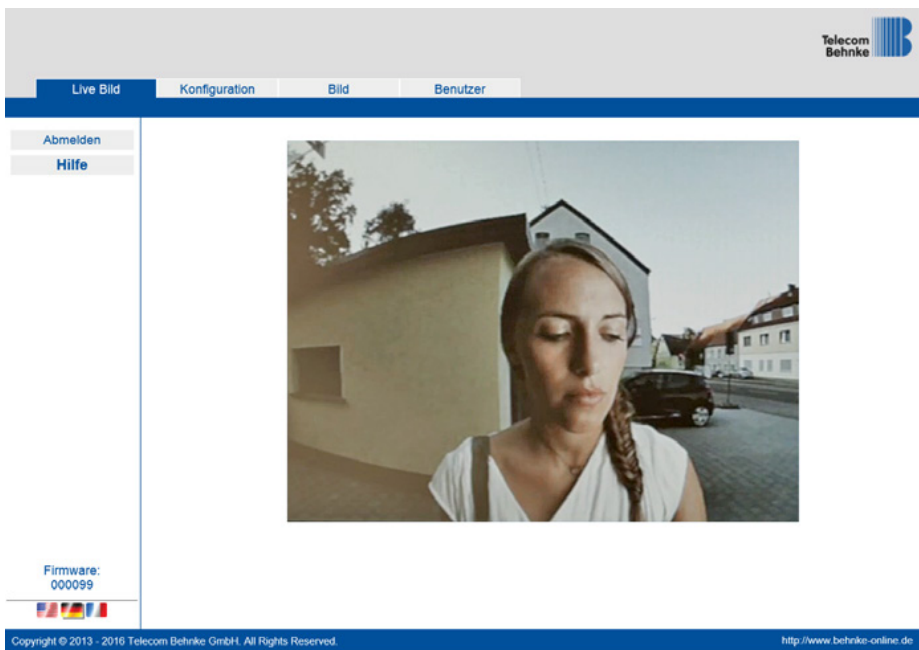 Telecom
Behnke
Live Bild
Konfiguration
Bild
Benutzer
Abmelden
Hilfe
Firmware:
000099
Copyright © 2013 - 2016 Telecom Behnke GmbH. All Rights Reserved.
http://www.behnke-online.de